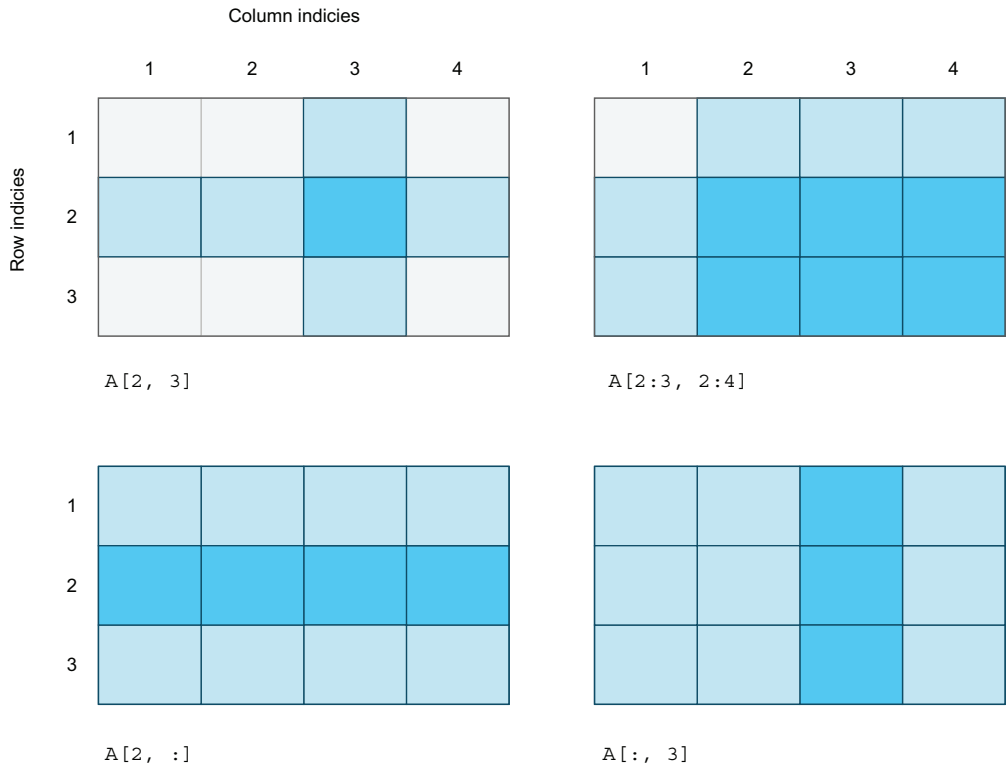 Column indicies
1 2 3 4
1 2 3 4
Row indicies
1
2
3
A[2, 3]
A[2:3, 2:4]
1
2
3
A[2, :]
A[:, 3]